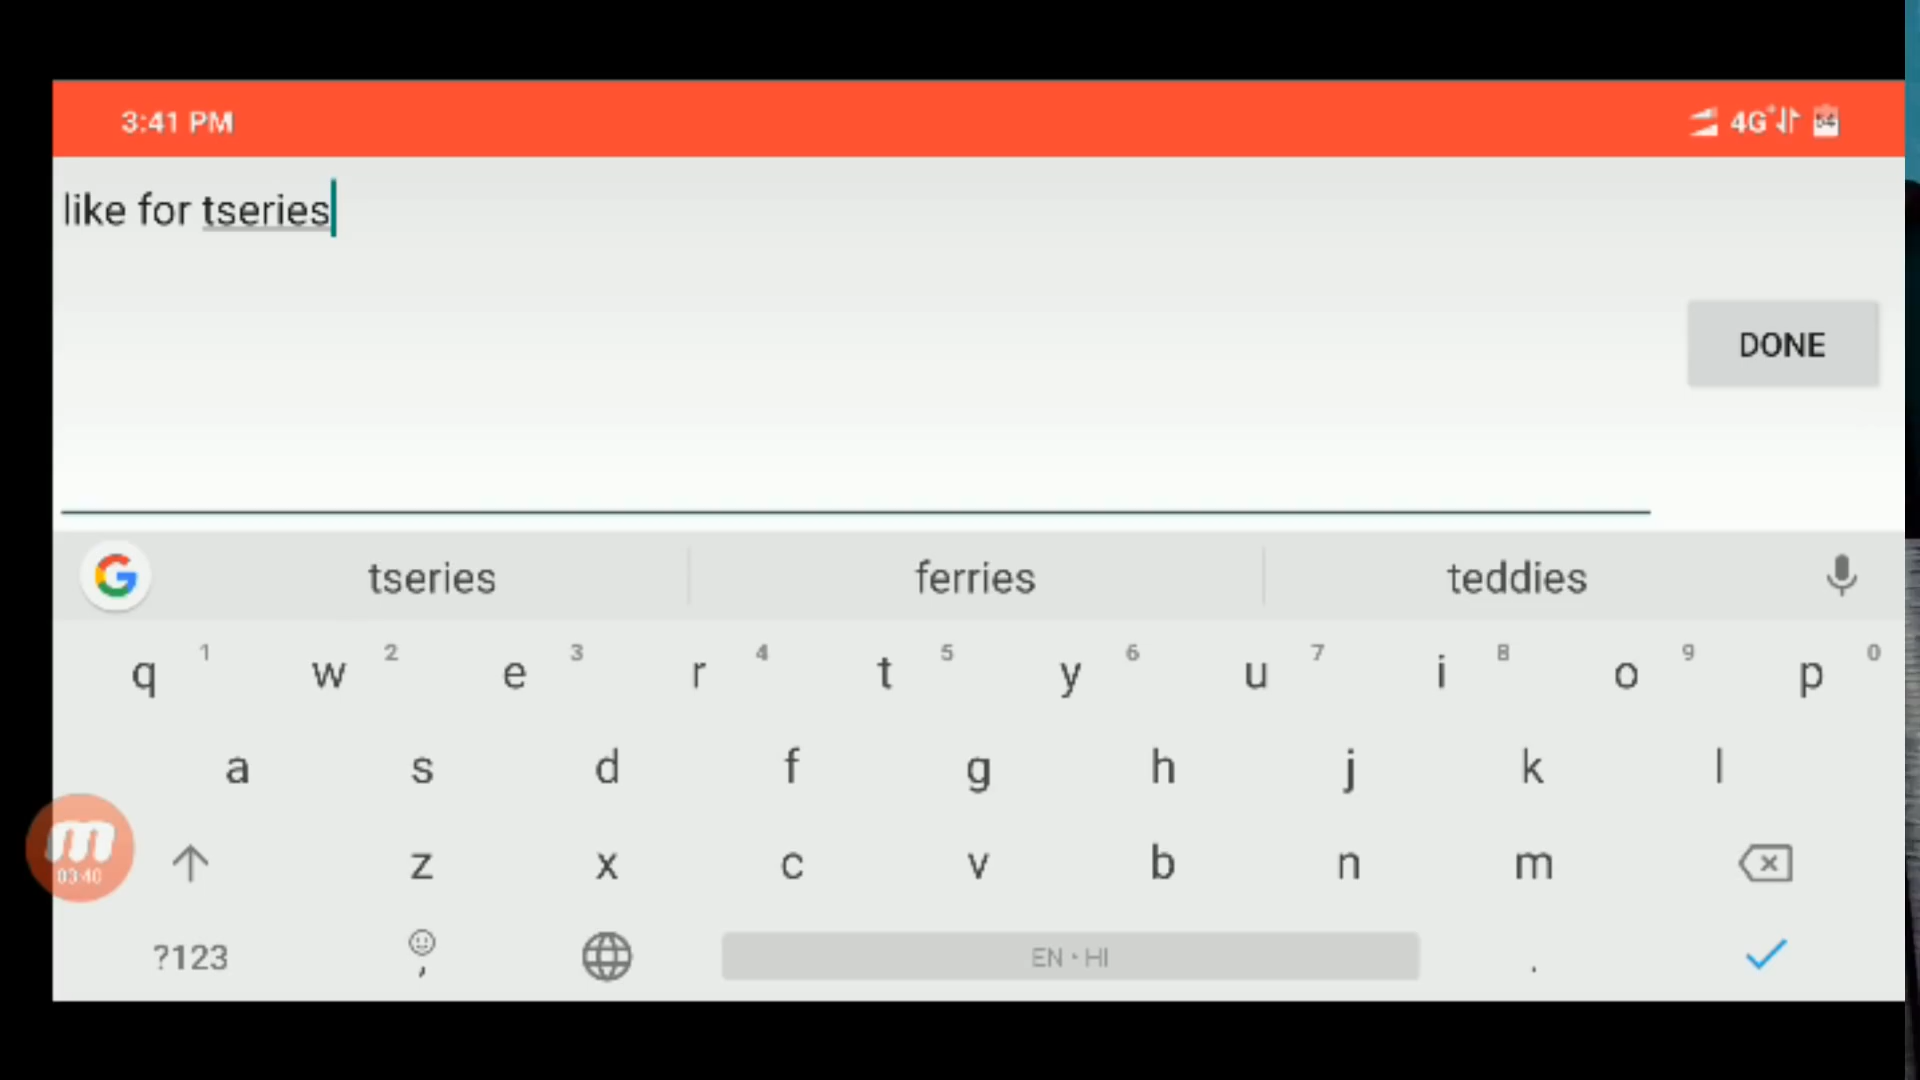 3:41 PM 4G+ 54
like for tseries
DONE
tseries ferries teddies
q 1 w 2 e 3 r 4 t 5 y 6 u 7 i 8 o 9 p 0
a s d f g h j k l
z x c v b n m
03:40
?123 , EN • HI .